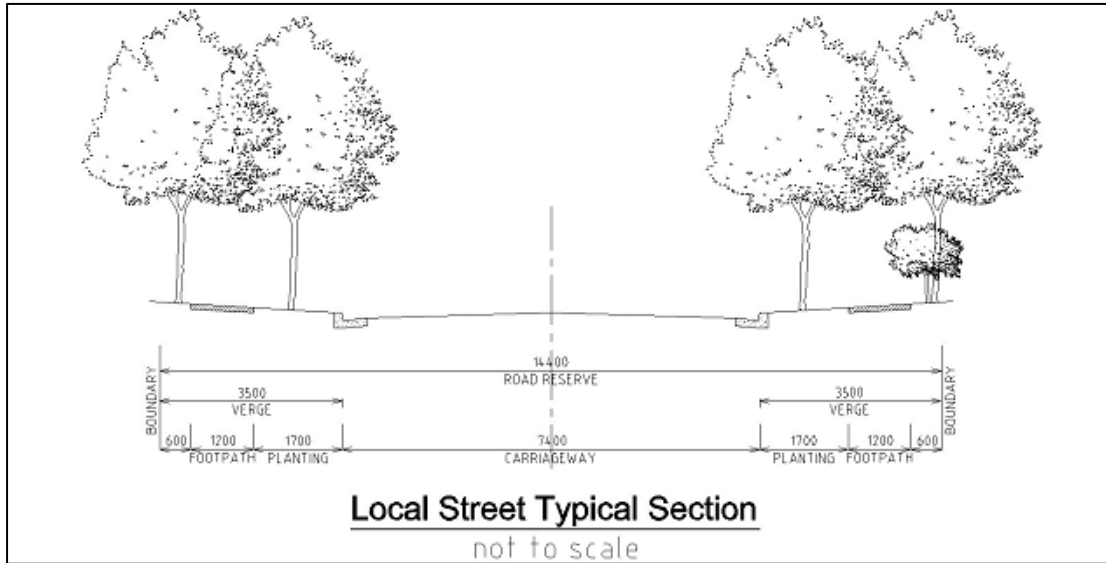 14400
ROAD RESERVE
BOUNDARY
3500
VERGE
3500
VERGE
BOUNDARY
600
1200
1700
7400
1700
1200
600
FOOTPATH
PLANTING
CARRIAGEWAY
PLANTING
FOOTPATH
Local Street Typical Section
not to scale